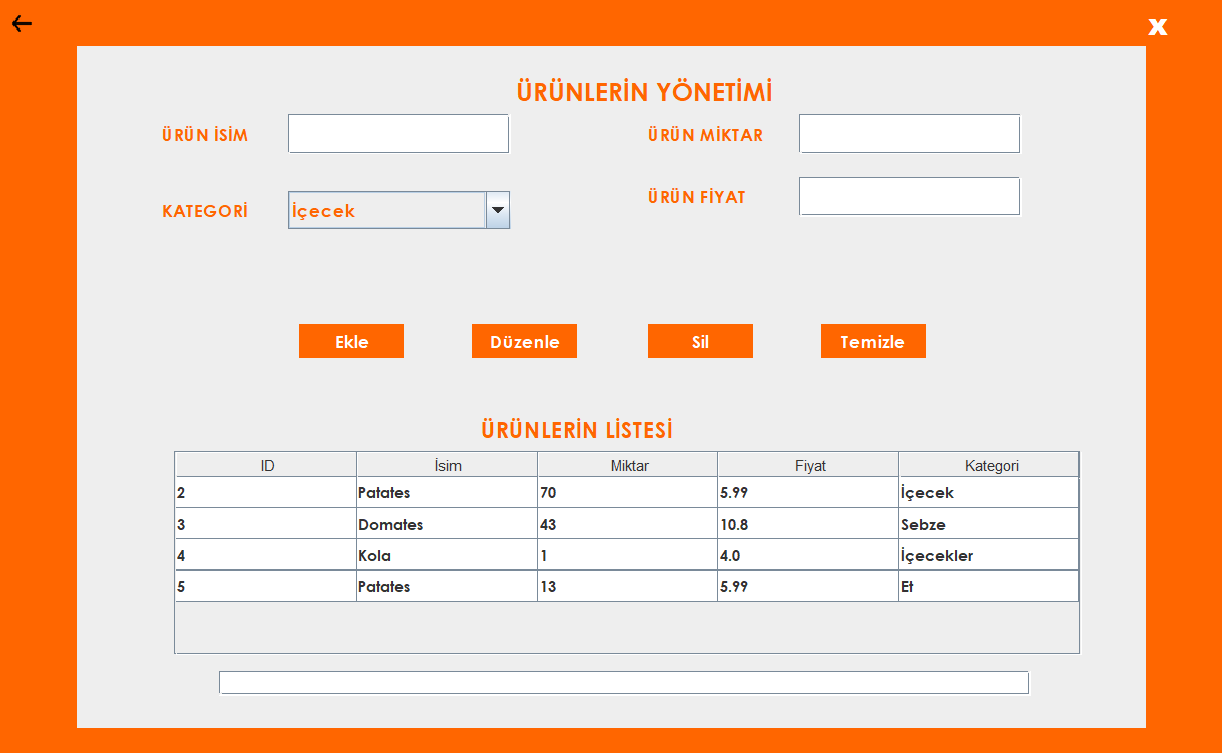 x
ÜRÜNLERİN YÖNETİMİ
ÜRÜN İSİM
ÜRÜN MİKTAR
KATEGORİ İçecek
ÜRÜN FİYAT
Ekle Düzenle Sil Temizle
ÜRÜNLERİN LİSTESİ
ID İsim Miktar Fiyat Kategori
2 Patates 70 5.99 İçecek
3 Domates 43 10.8 Sebze
4 Kola 1 4.0 İçecekler
5 Patates 13 5.99 Et